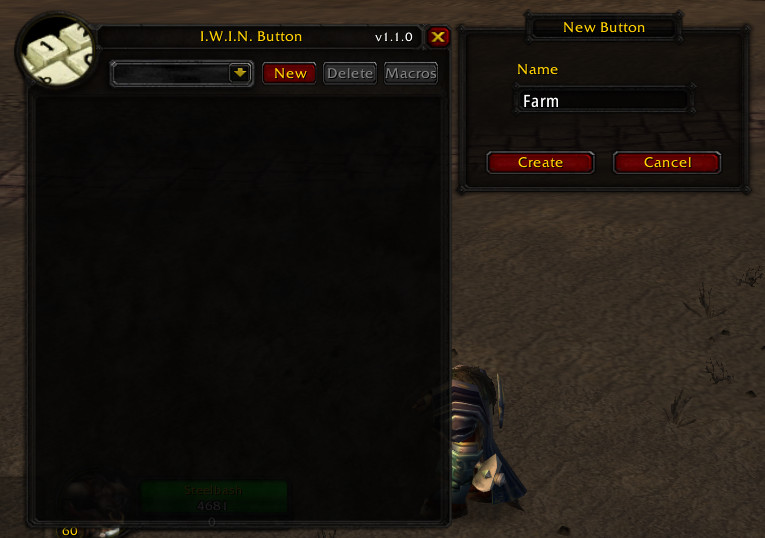 I.W.I.N. Button v1.1.0
New Delete Macros
New Button
Name
Farm
Create Cancel
4681
0
60